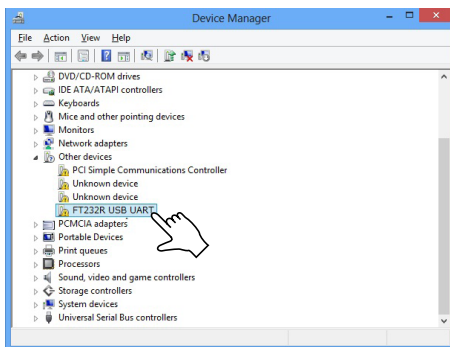 Device Manager
File Action View Help
DVD/CD-ROM drives
IDE ATA/ATAPI controllers
Keyboards
Mice and other pointing devices
Monitors
Network adapters
Other devices
PCI Simple Communications Controller
Unknown device
Unknown device
FT232R USB UART
PCMCIA adapters
Portable Devices
Print queues
Processors
Sound, video and game controllers
Storage controllers
System devices
Universal Serial Bus controllers